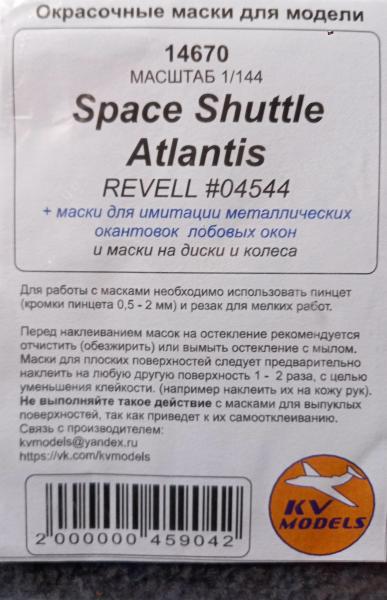 Окрасочные маски для модели
14670
МАСШТАБ 1/144
Space Shuttle
Atlantis
REVELL #04544
+ маски для имитации металлических
окантовок лобовых окон
и маски на диски и колеса
Для работы с масками необходимо использовать пинцет
(кромки пинцета 0,5 - 2 мм) и резак для мелких работ.
Перед наклеиванием масок на остекление рекомендуется
отчистить (обезжирить) или вымыть остекление с мылом.
Маски для плоских поверхностей следует предварительно
наклеить на любую другую поверхность 1 - 2 раза, с целью
уменьшения клейкости. (например наклеить их на кожу рук).
Не выполняйте такое действие с масками для выпуклых
поверхностей, так как приведет к их самоотклеиванию.
Связь с производителем:
kvmodels@yandex.ru
https://vk.com/kvmodels
KV
MODELS
2 000000 459042